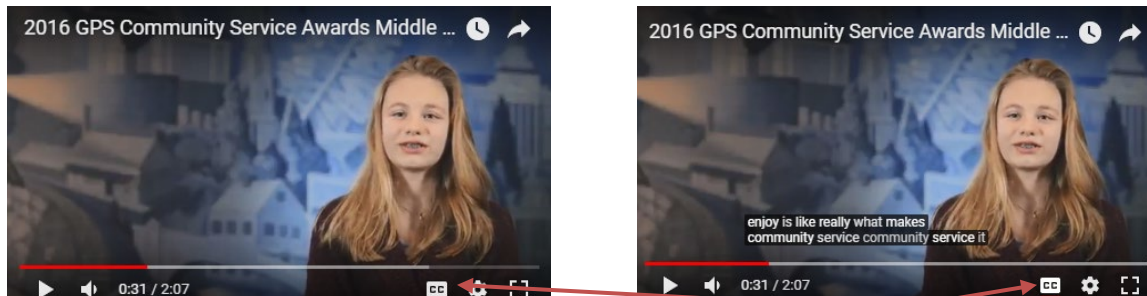 2016 GPS Community Service Awards Middle ...
0:31 / 2:07
CC
2016 GPS Community Service Awards Middle ...
enjoy is like really what makes
community service community service it
0:31 / 2:07
CC